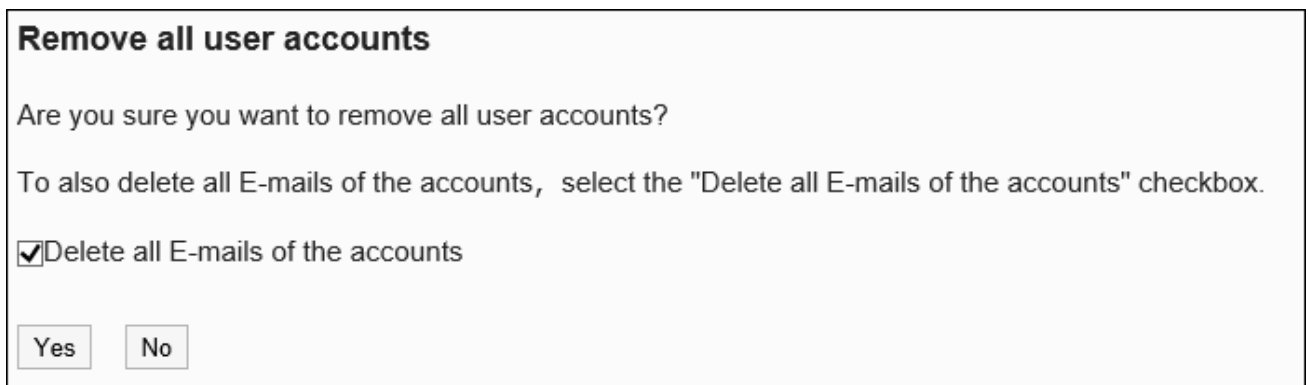 Remove all user accounts
Are you sure you want to remove all user accounts?
To also delete all E-mails of the accounts, select the "Delete all E-mails of the accounts" checkbox.
Delete all E-mails of the accounts
Yes No